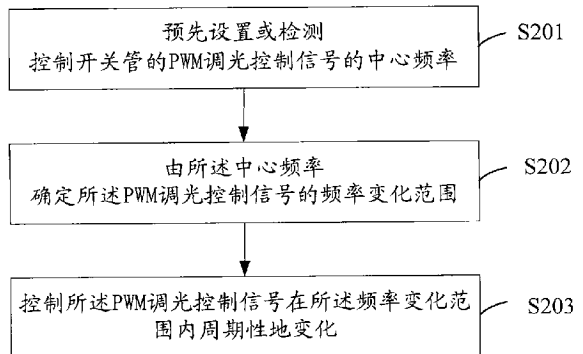 预先设置或检测
控制开关管的PWM调光控制信号的中心频率
S201
由所述中心频率
确定所述PWM调光控制信号的频率变化范围
S202
控制所述PWM调光控制信号在所述频率变化范
围内周期性地变化
S203